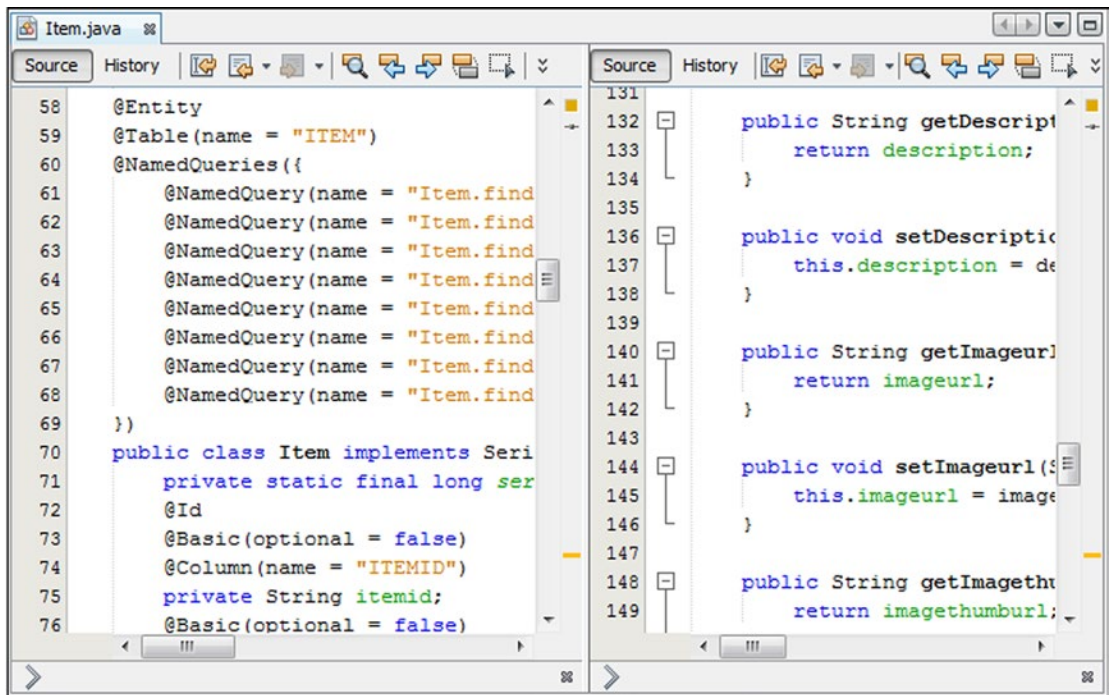 Item.java
Source History
58 @Entity
59 @Table(name = "ITEM")
60 @NamedQueries({
61 @NamedQuery(name = "Item.find
62 @NamedQuery(name = "Item.find
63 @NamedQuery(name = "Item.find
64 @NamedQuery(name = "Item.find
65 @NamedQuery(name = "Item.find
66 @NamedQuery(name = "Item.find
67 @NamedQuery(name = "Item.find
68 @NamedQuery(name = "Item.find
69 })
70 public class Item implements Seri
71 private static final long ser
72 @Id
73 @Basic(optional = false)
74 @Column(name = "ITEMID")
75 private String itemid;
76 @Basic(optional = false)
Source History
131
132 public String getDescript
133 return description;
134 }
135
136 public void setDescriptio
137 this.description = de
138 }
139
140 public String getImageurl
141 return imageurl;
142 }
143
144 public void setImageurl(S
145 this.imageurl = image
146 }
147
148 public String getImagethu
149 return imagethumburl;